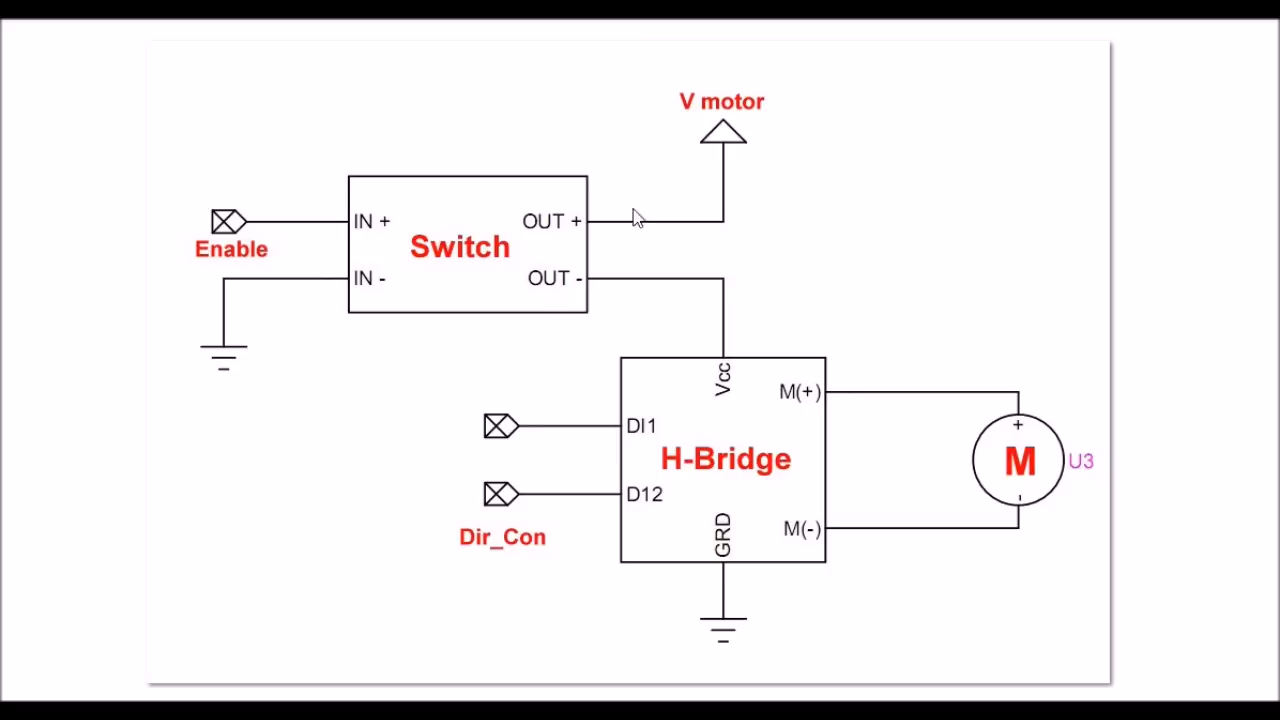 V motor
IN +
OUT +
Enable
Switch
IN -
OUT -
Vcc
M(+)
DI1
+
H-Bridge
M
U3
D12
-
Dir_Con
GRD
M(-)